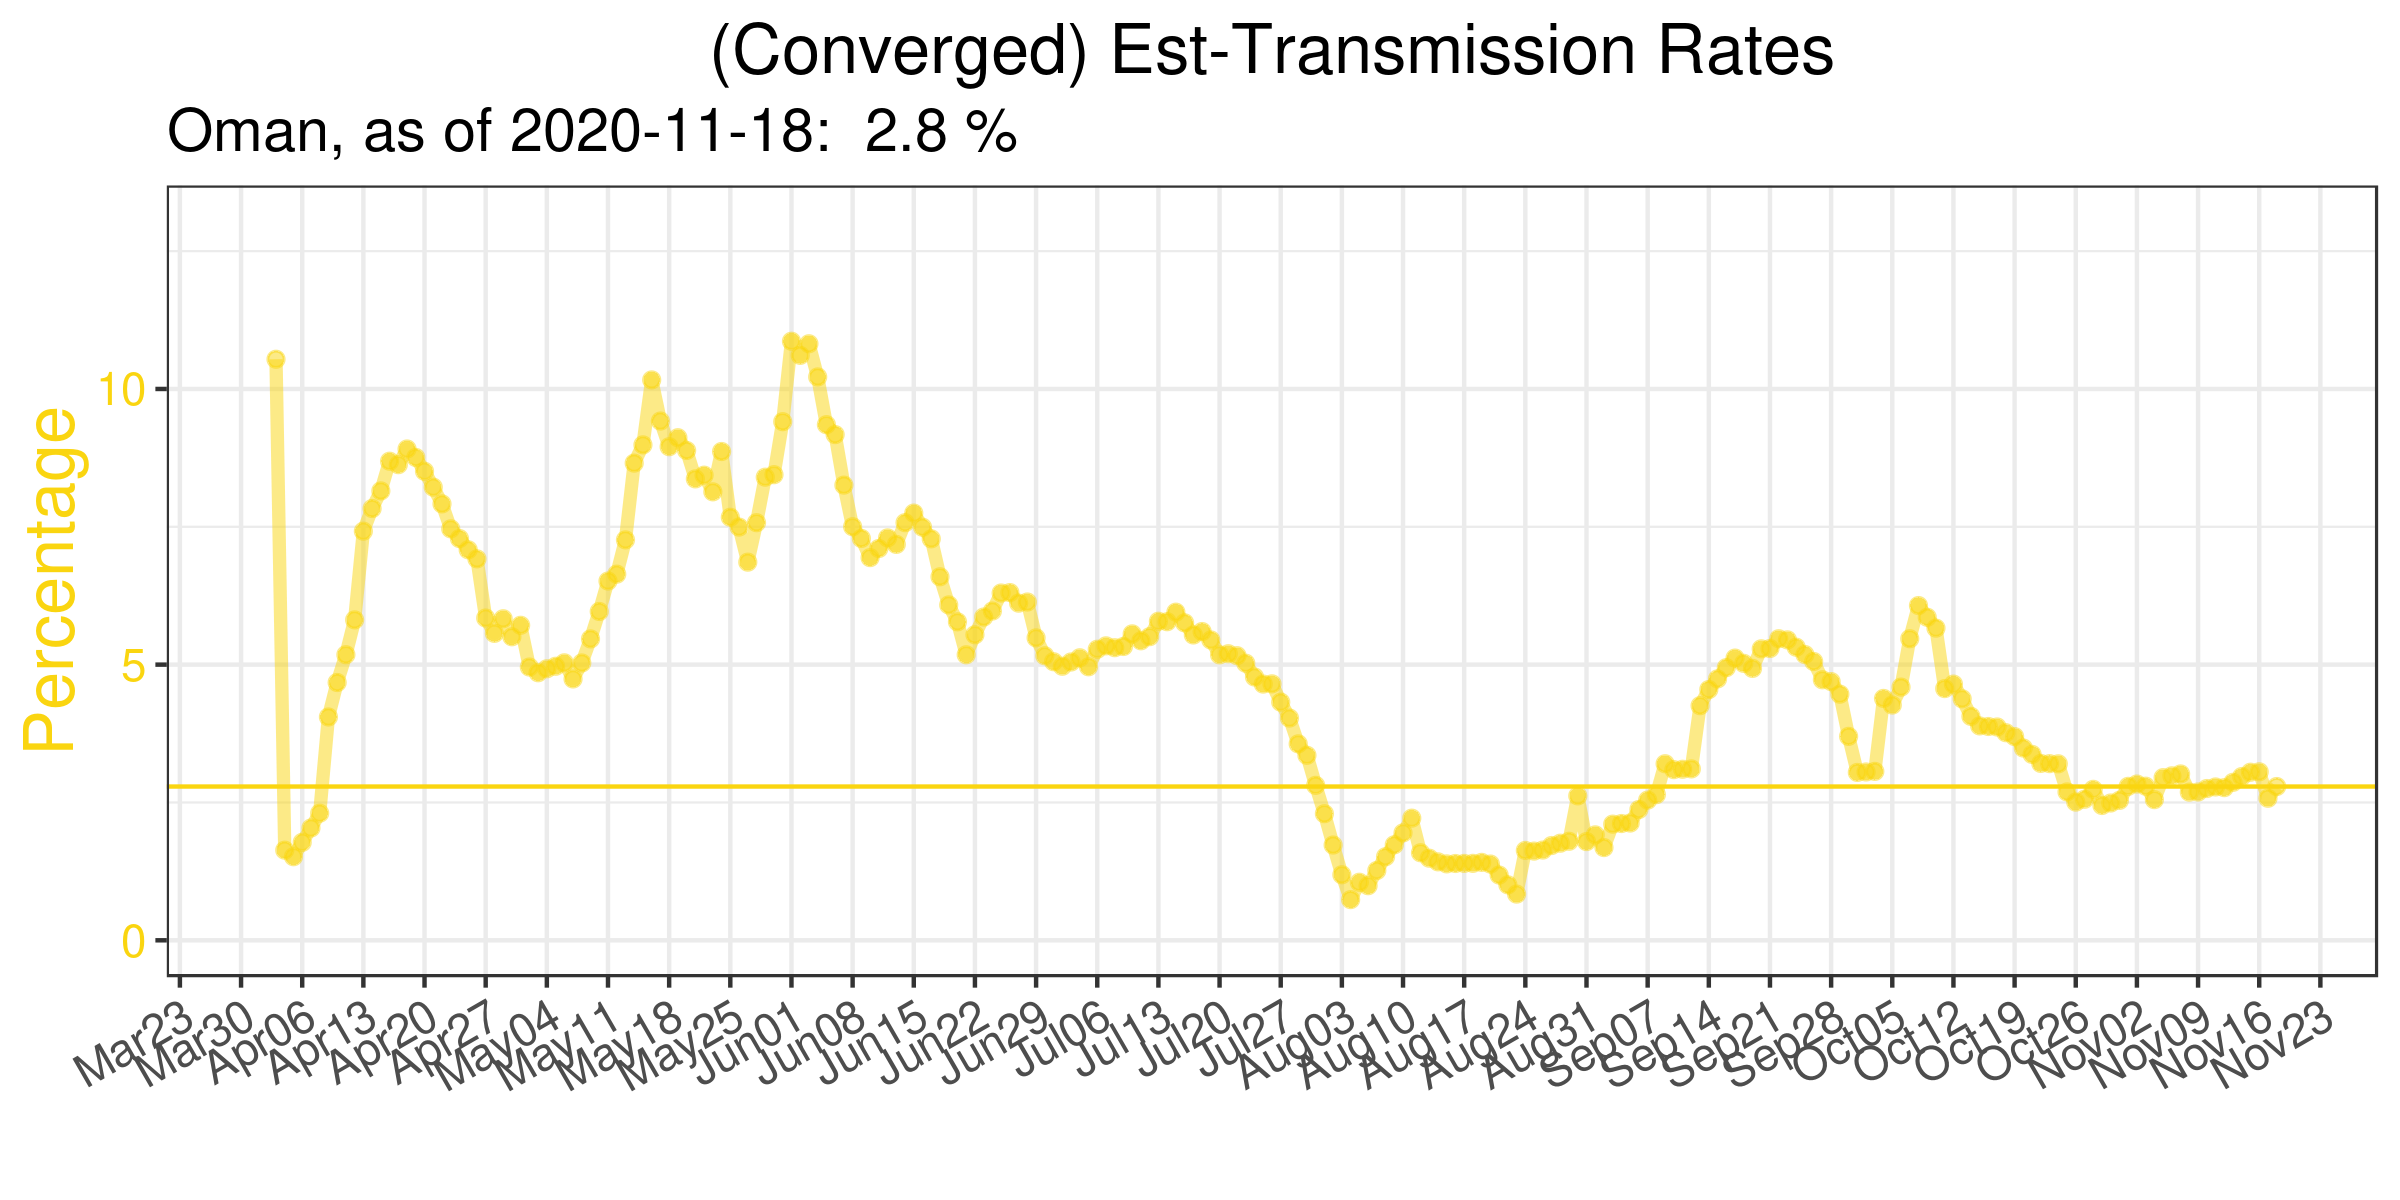 (Converged) Est-Transmission Rates
Oman, as of 2020-11-18:  2.8 %
Percentage
10
5
0
Mar23
Mar30
Apr06
Apr13
Apr20
Apr27
May04
May11
May18
May25
Jun01
Jun08
Jun15
Jun22
Jun29
Jul06
Jul13
Jul20
Jul27
Aug03
Aug10
Aug17
Aug24
Aug31
Sep07
Sep14
Sep21
Sep28
Oct05
Oct12
Oct19
Oct26
Nov02
Nov09
Nov16
Nov23